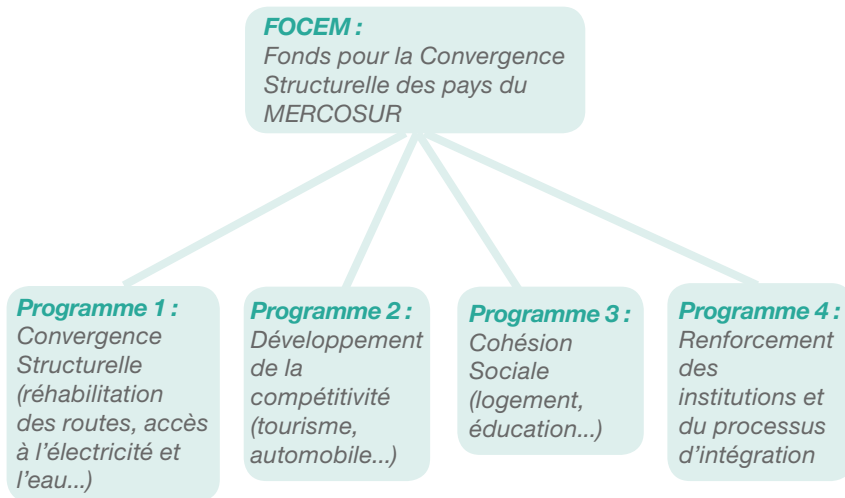 FOCEM :
Fonds pour la Convergence
Structurelle des pays du
MERCOSUR
Programme 1 :
Convergence
Structurelle
(réhabilitation
des routes, accès
à l’électricité et
l’eau...)
Programme 2 :
Développement
de la
compétitivité
(tourisme,
automobile...)
Programme 3 :
Cohésion
Sociale
(logement,
éducation...)
Programme 4 :
Renforcement
des
institutions et
du processus
d’intégration